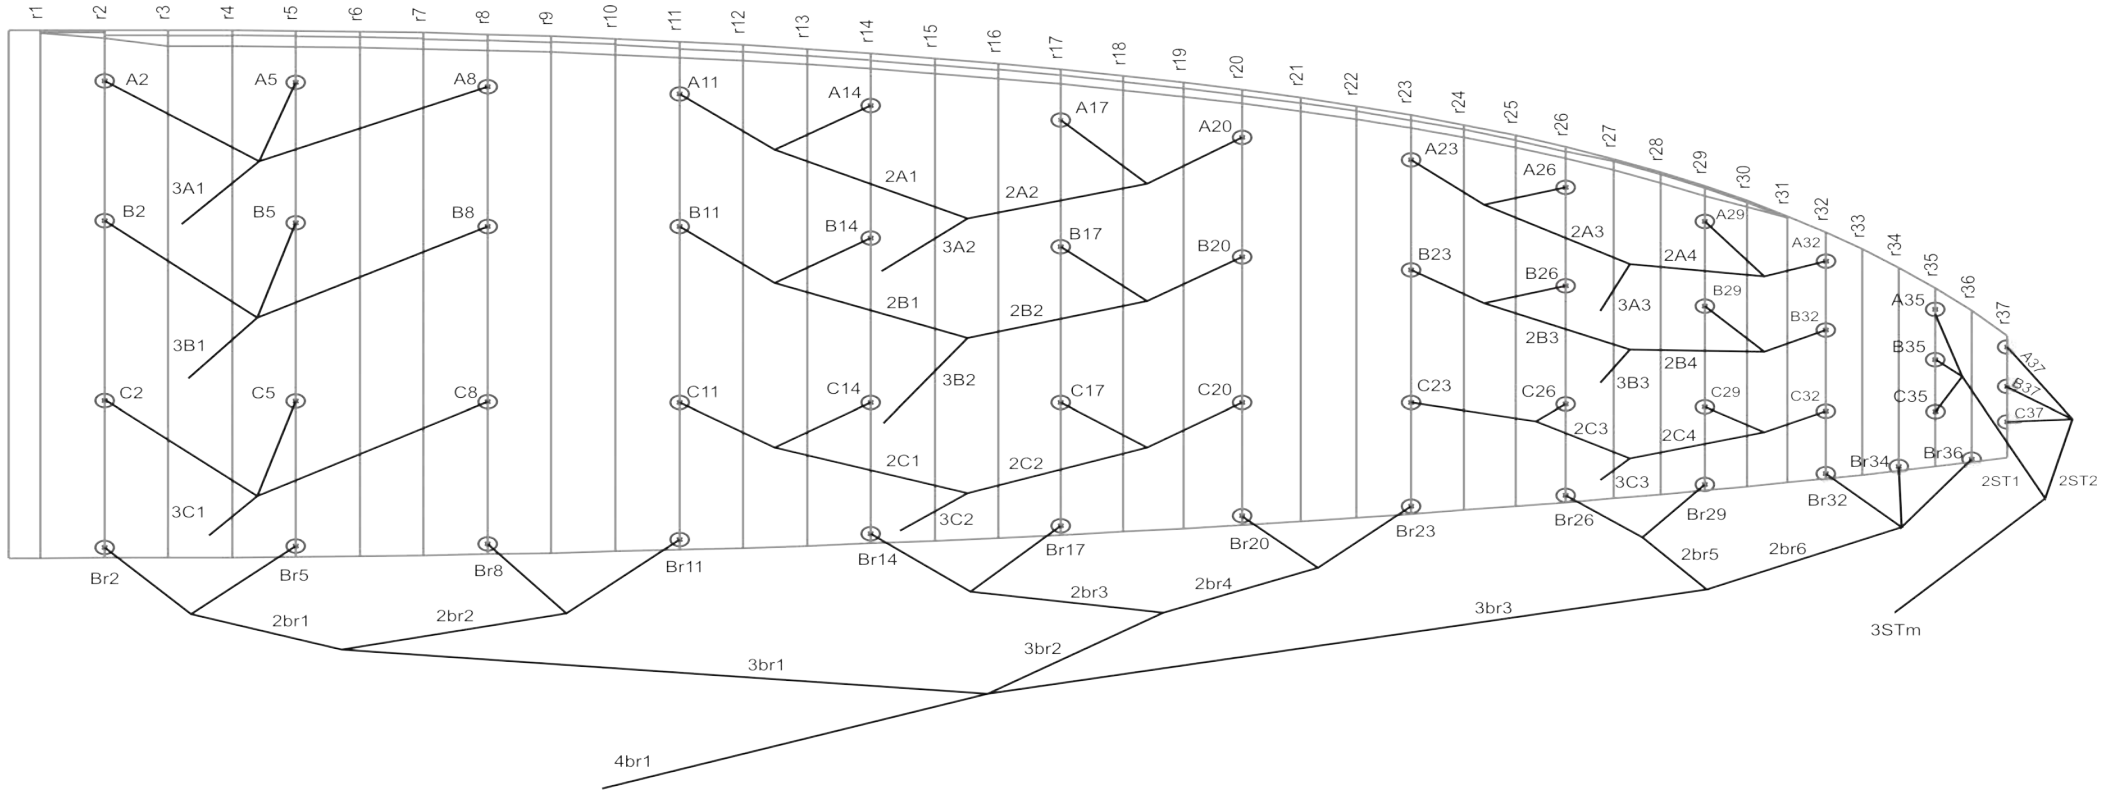 r1 r2 r3 r4 r5 r6 r7 r8 r9 r10 r11 r12 r13 r14 r15 r16 r17 r18 r19 r20 r21 r22 r23 r24 r25 r26 r27 r28 r29 r30 r31 r32 r33 r34 r35 r36 r37
A2 A5 A8 A11 A14 A17 A20 A23 A26 A29 A32 A35 A37
3A1 2A1 2A2 3A2 2A3 2A4 3A3
B2 B5 B8 B11 B14 B17 B20 B23 B26 B29 B32 B35 B37
3B1 2B1 2B2 3B2 2B3 2B4 3B3
C2 C5 C8 C11 C14 C17 C20 C23 C26 C29 C32 C35 C37
3C1 2C1 2C2 3C2 2C3 2C4 3C3
Br2 Br5 Br8 Br11 Br14 Br17 Br20 Br23 Br26 Br29 Br32 Br34 Br36
2ST1 2ST2
2br1 2br2 2br3 2br4 2br5 2br6
3br1 3br2 3br3 3STm
4br1